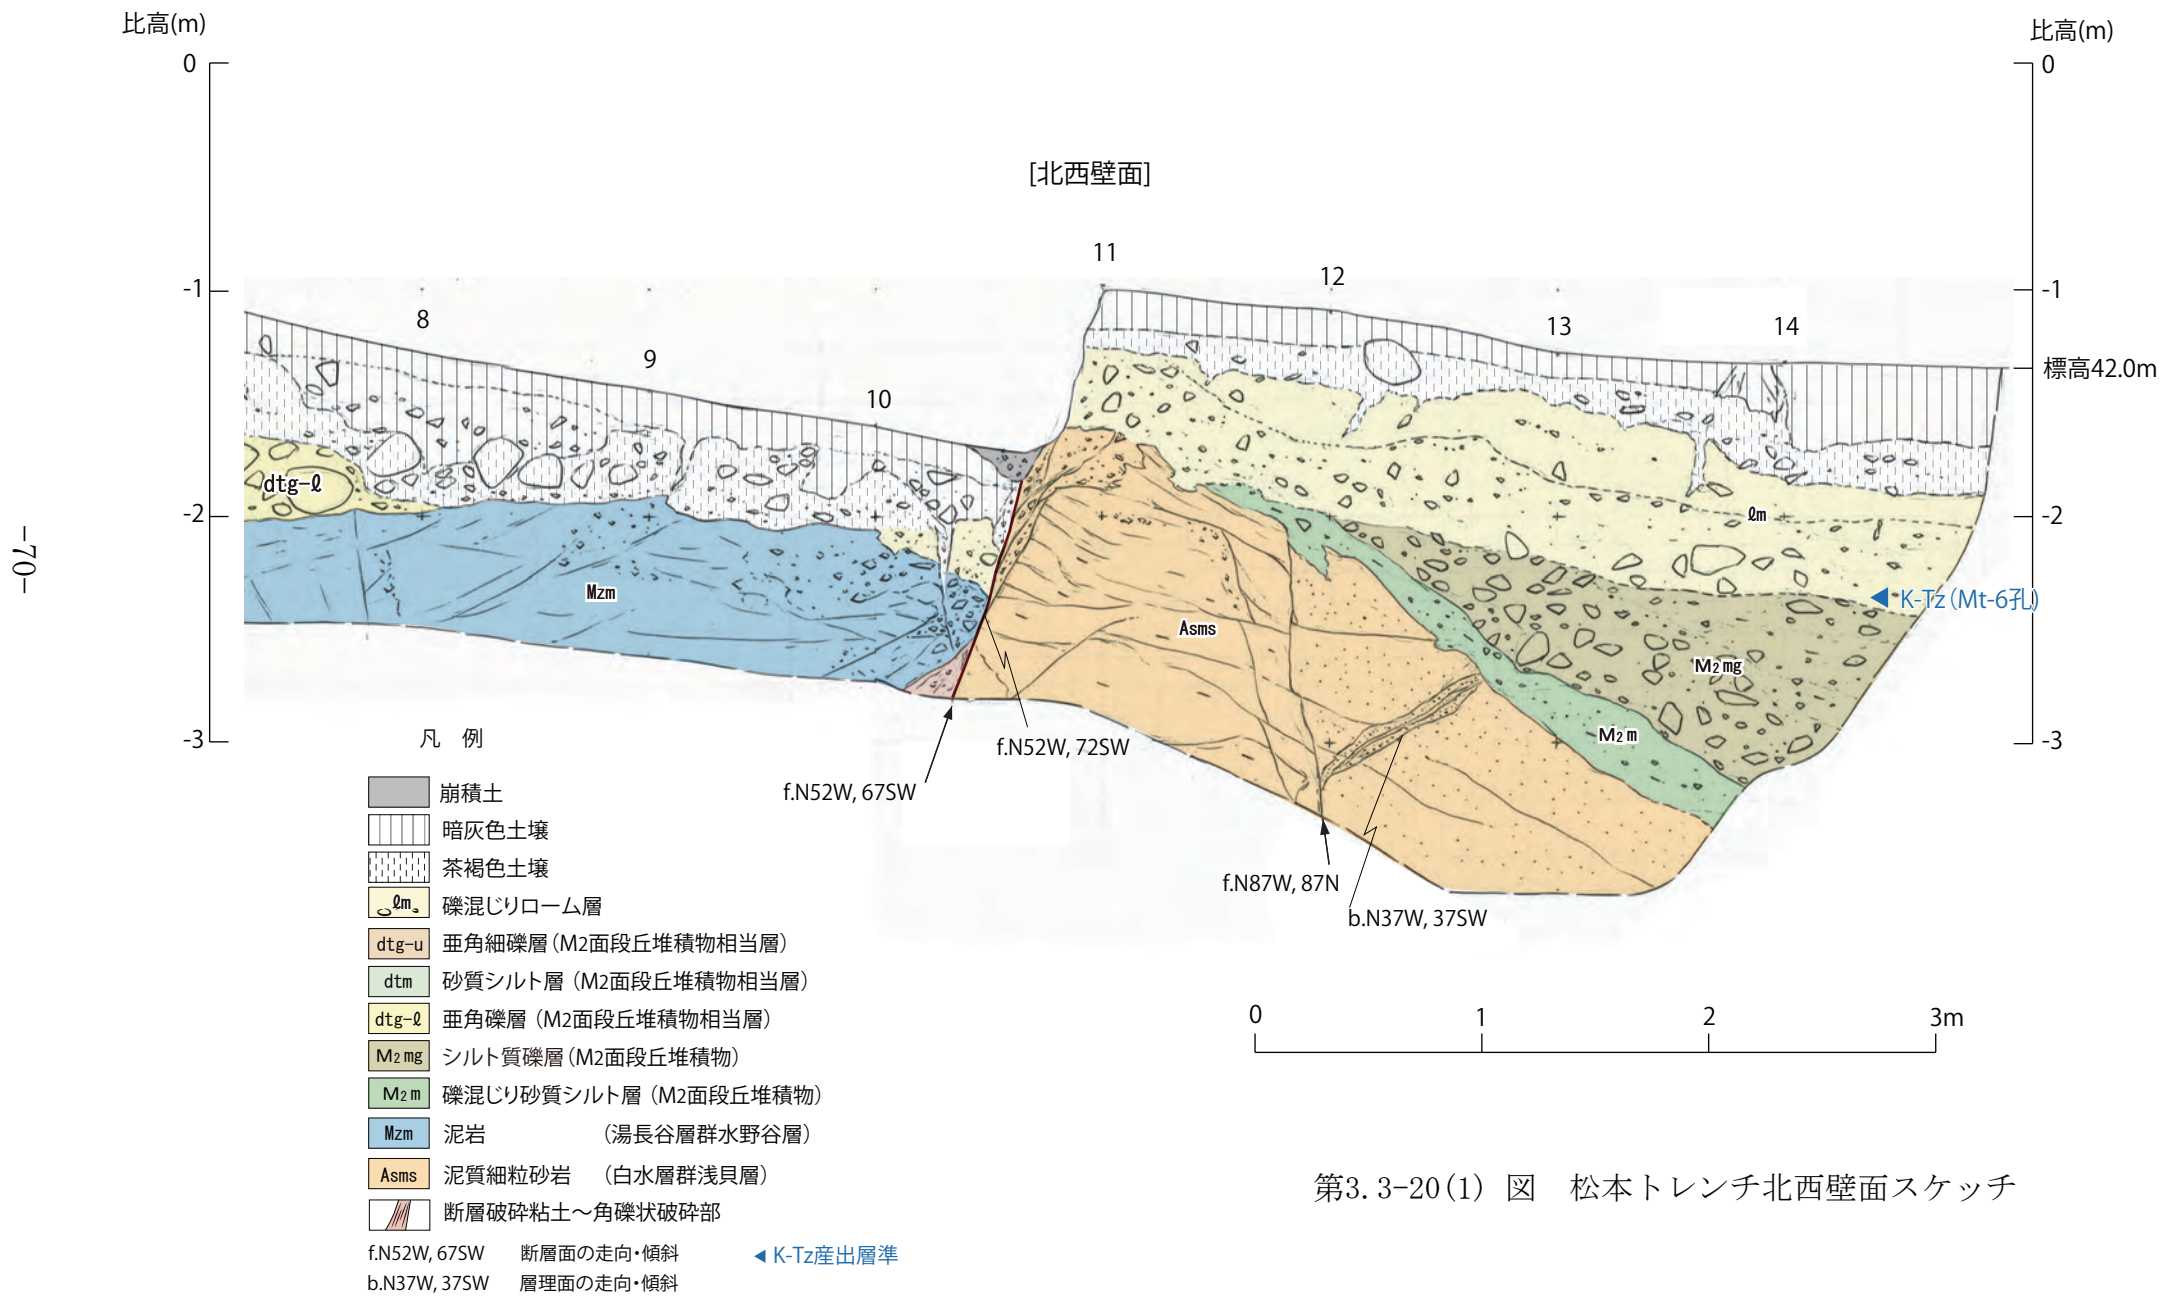 比高(m)
比高(m)
0
0
[北西壁面]
11
12
-1
-1
8
13
14
9
標高42.0m
10
dtg-ℓ
-2
-2
ℓm
Mzm
K-Tz(Mt-6孔)
Asms
M2mg
M2m
-3
-3
f.N52W, 72SW
f.N52W, 67SW
f.N87W, 87N
b.N37W, 37SW
凡 例
崩積土
暗灰色土壌
茶褐色土壌
ℓm 礫混じりローム層
dtg-u 亜角細礫層(M2面段丘堆積物相当層)
dtm 砂質シルト層(M2面段丘堆積物相当層)
dtg-ℓ 亜角礫層(M2面段丘堆積物相当層)
M2mg シルト質礫層(M2面段丘堆積物)
M2m 礫混じり砂質シルト層(M2面段丘堆積物)
Mzm 泥岩 (湯長谷層群水野谷層)
Asms 泥質細粒砂岩 (白水層群浅貝層)
断層破砕粘土～角礫状破砕部
f.N52W, 67SW 断層面の走向・傾斜
◀ K-Tz産出層準
b.N37W, 37SW 層理面の走向・傾斜
0 1 2 3m
第3.3-20(1) 図 松本トレンチ北西壁面スケッチ
-70-